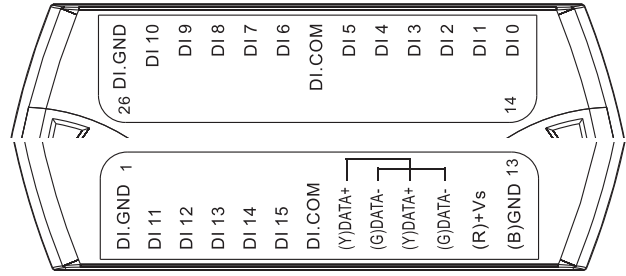 DI.GND
DI 10
DI 9
DI 8
DI 7
DI 6
DI.COM
DI 5
DI 4
DI 3
DI 2
DI 1
DI 0
26
14
DI.GND 1
DI 11
DI 12
DI 13
DI 14
DI 15
DI.COM
(Y)DATA+
(G)DATA-
(Y)DATA+
(G)DATA-
(R)+Vs
(B)GND 13